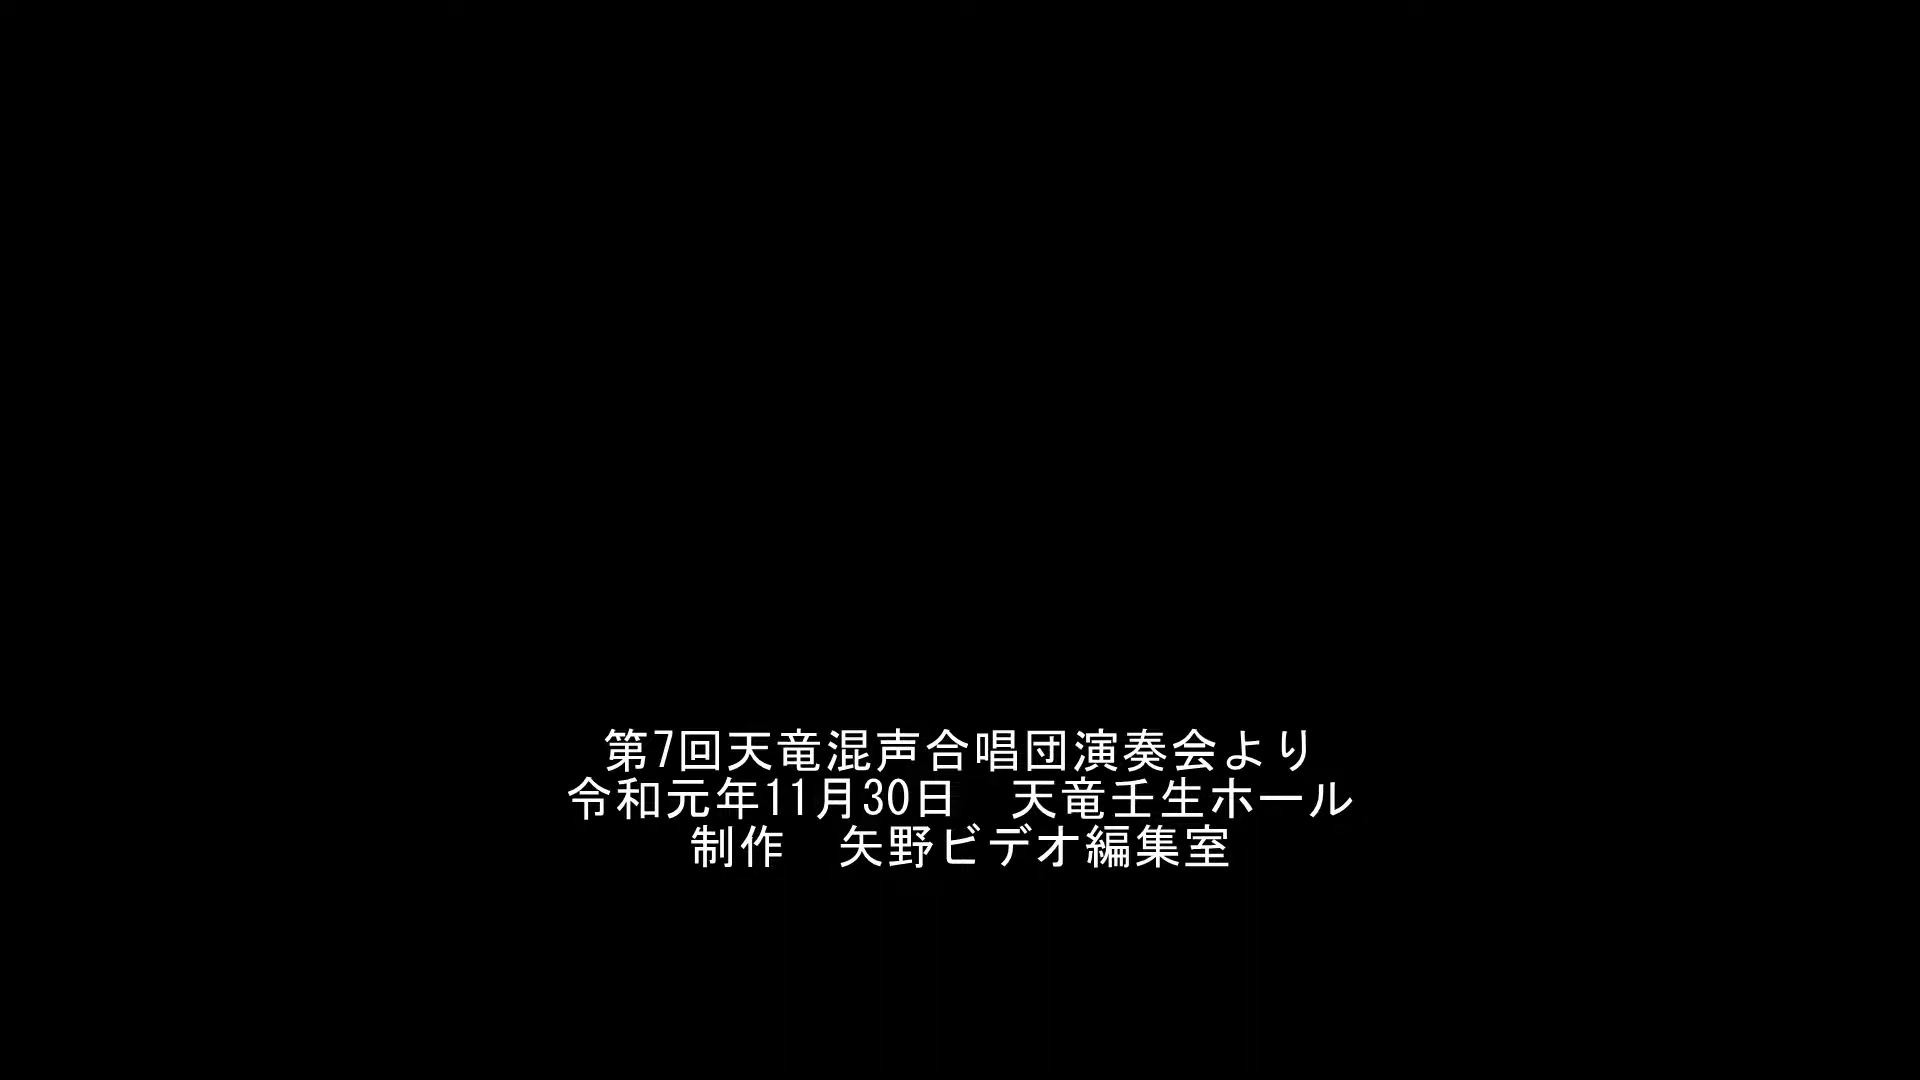 第7回天竜混声合唱団演奏会より
令和元年11月30日　天竜壬生ホール
制作　矢野ビデオ編集室